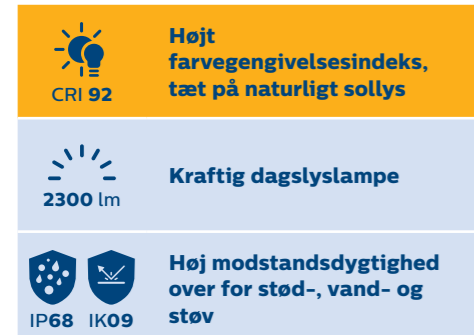 Højt
farvegengivelsesindeks,
tæt på naturligt sollys
CRI 92
Kraftig dagslyslampe
2300 lm
Høj modstandsdygtighed
over for stød-, vand- og
støv
IP68 IK09